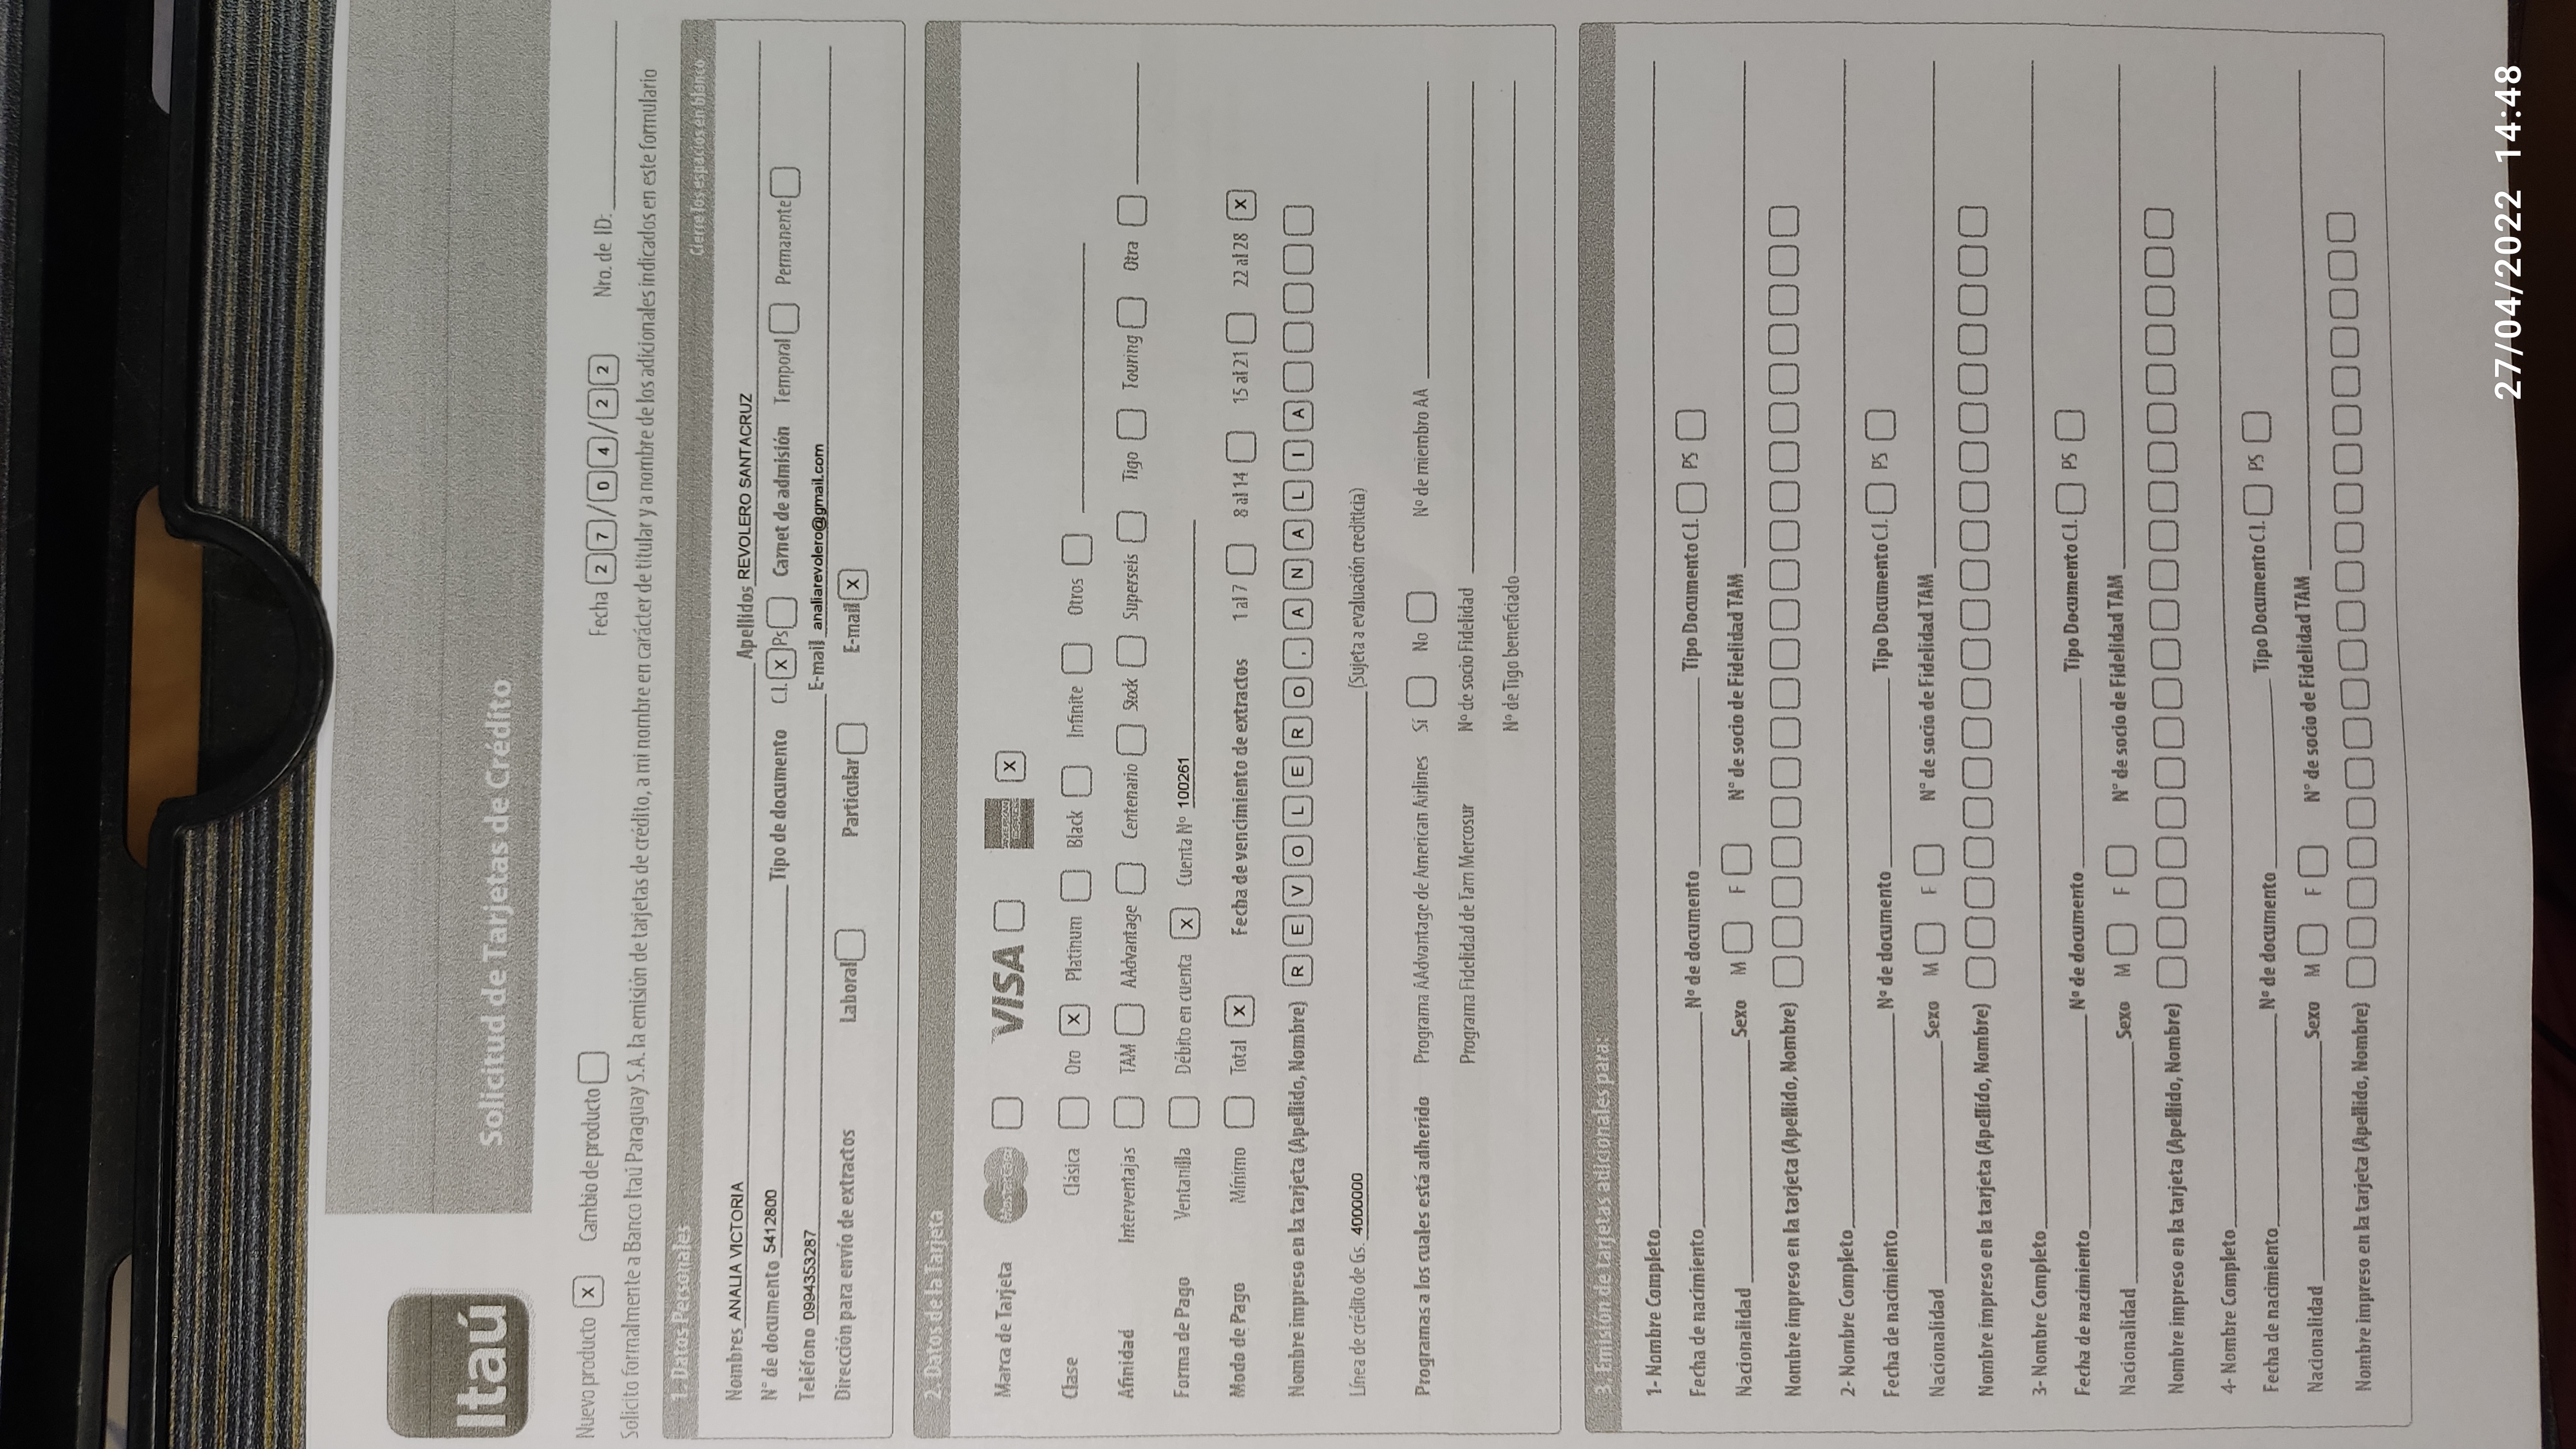 Itaú
Solicitud de Tarjetas de Crédito
Nuevo producto X Cambio de producto Fecha 2 7 / 0 4 / 2 2 Nro. de ID:
Solicito formalmente a Banco Itaú Paraguay S.A. la emisión de tarjetas de crédito, a mi nombre en carácter de titular y a nombre de los adicionales indicados en este formulario
1. Datos Personales Cierre los espacios en blanco
Nombres ANALIA VICTORIA Apellidos REVOLERO SANTACRUZ
N° de documento 5412800 Tipo de documento C.I. X Ps Carnet de admisión Temporal Permanente
Teléfono 0994353287 E-mail analiarevolero@gmail.com
Dirección para envío de extractos Laboral Particular E-mail X
2. Datos de la Tarjeta
Marca de Tarjeta MasterCard VISA AMERICAN EXPRESS X
Clase Clásica Oro X Platinum Black Infinite Otros
Afinidad Interventajas TAM AAdvantage Centenario Stock Superseis Tigo Touring Otra
Forma de Pago Ventanilla Débito en cuenta X Cuenta Nº 100261
Modo de Pago Mínimo Total X Fecha de vencimiento de extractos 1 al 7 8 al 14 15 al 21 22 al 28 X
Nombre impreso en la tarjeta (Apellido, Nombre) R E V O L E R O , A N A L I A
Línea de crédito de Gs. 4000000 (Sujeta a evaluación crediticia)
Programas a los cuales está adherido Programa AAdvantage de American Airlines Sí No Nº de miembro AA
Programa Fidelidad de Tam Mercosur Nº de socio Fidelidad
Nº de Tigo beneficiado
3. Emisión de tarjetas adicionales para:
1- Nombre Completo
Fecha de nacimiento Nº de documento Tipo Documento C.I. PS
Nacionalidad Sexo M F N° de socio de Fidelidad TAM
Nombre impreso en la tarjeta (Apellido, Nombre)
2- Nombre Completo
Fecha de nacimiento Nº de documento Tipo Documento C.I. PS
Nacionalidad Sexo M F N° de socio de Fidelidad TAM
Nombre impreso en la tarjeta (Apellido, Nombre)
3- Nombre Completo
Fecha de nacimiento Nº de documento Tipo Documento C.I. PS
Nacionalidad Sexo M F N° de socio de Fidelidad TAM
Nombre impreso en la tarjeta (Apellido, Nombre)
4- Nombre Completo
Fecha de nacimiento Nº de documento Tipo Documento C.I. PS
Nacionalidad Sexo M F N° de socio de Fidelidad TAM
Nombre impreso en la tarjeta (Apellido, Nombre)
27/04/2022 14:48